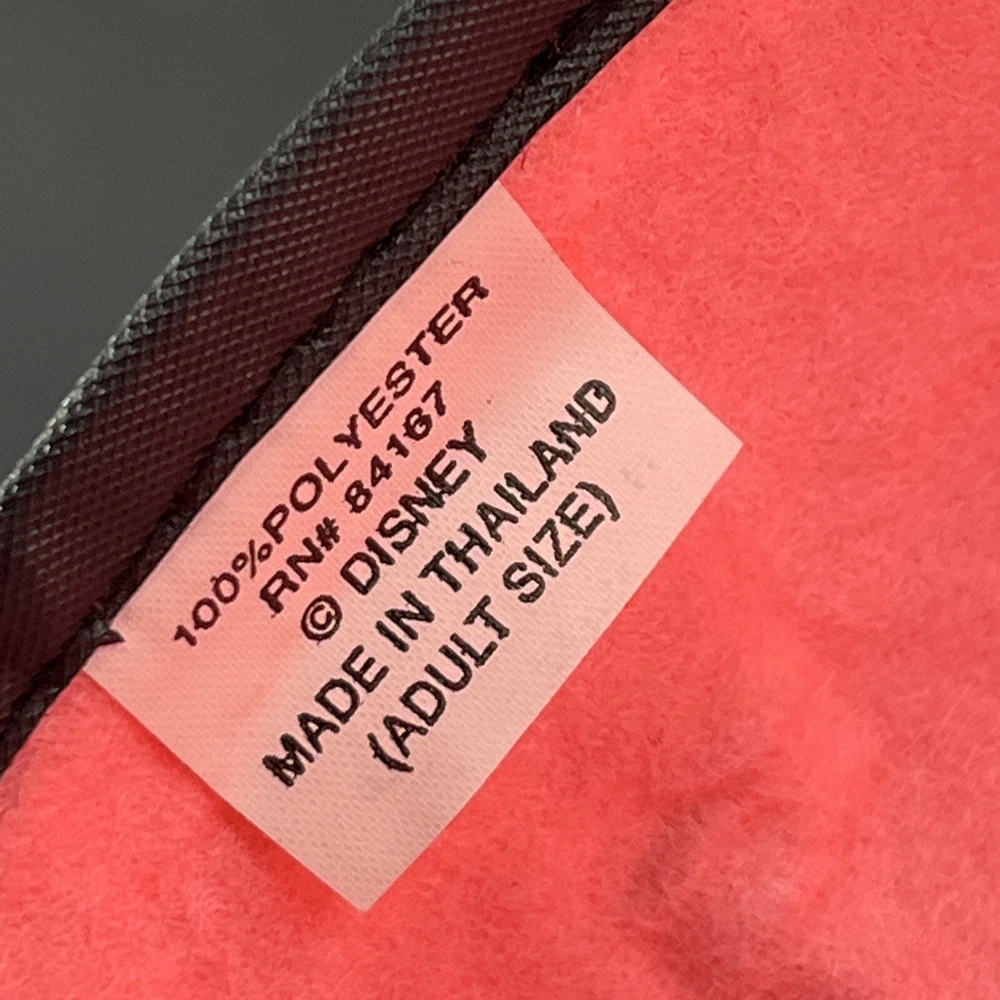 100%POLYESTER
RN# 84167
© DISNEY
MADE IN THAILAND
(ADULT SIZE)